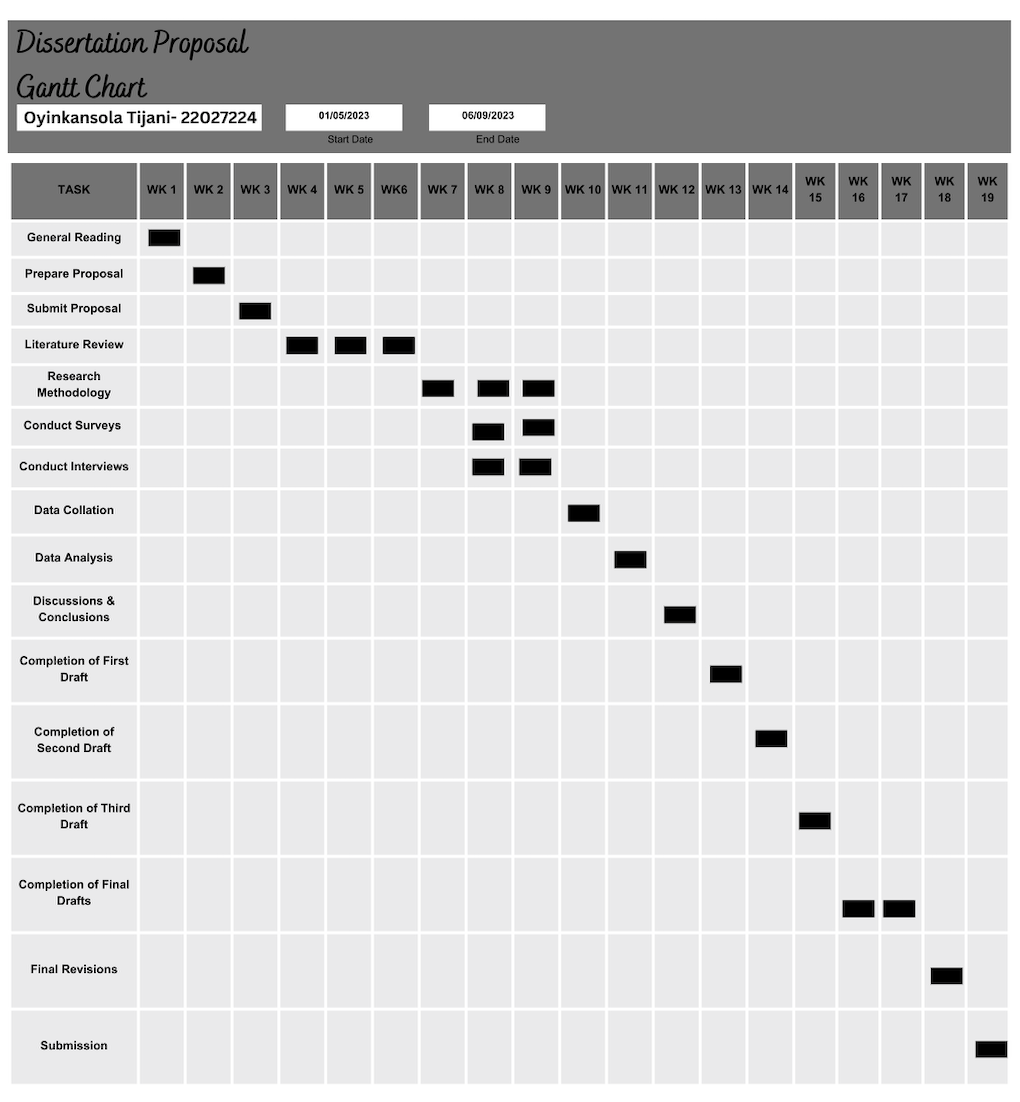 Dissertation Proposal
Gantt Chart
Oyinkansola Tijani- 22027224
01/05/2023
06/09/2023
Start Date
End Date
TASK
WK 1
WK 2
WK 3
WK 4
WK 5
WK6
WK 7
WK 8
WK 9
WK 10
WK 11
WK 12
WK 13
WK 14
WK
15
WK
16
WK
17
WK
18
WK
19
General Reading
Prepare Proposal
Submit Proposal
Literature Review
Research
Methodology
Conduct Surveys
Conduct Interviews
Data Collation
Data Analysis
Discussions &
Conclusions
Completion of First
Draft
Completion of
Second Draft
Completion of Third
Draft
Completion of Final
Drafts
Final Revisions
Submission